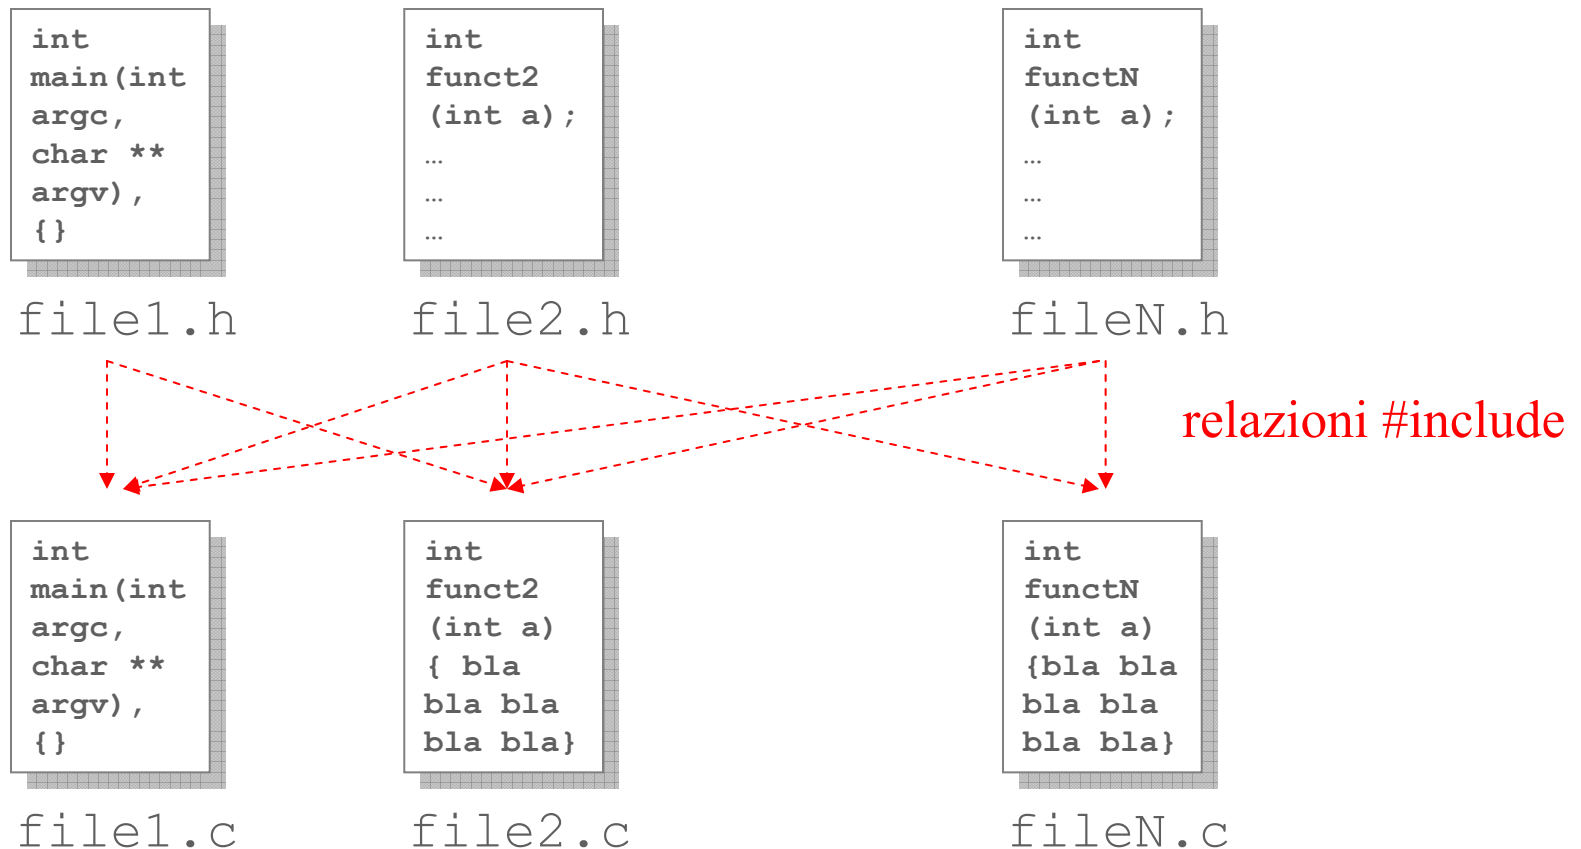 int
main(int
argc,
char **
argv),
{}
file1.h
int
funct2
(int a);
…
…
…
file2.h
int
functN
(int a);
…
…
…
fileN.h
relazioni #include
int
main(int
argc,
char **
argv),
{}
file1.c
int
funct2
(int a)
{ bla
bla bla
bla bla}
file2.c
int
functN
(int a)
{bla bla
bla bla
bla bla}
fileN.c